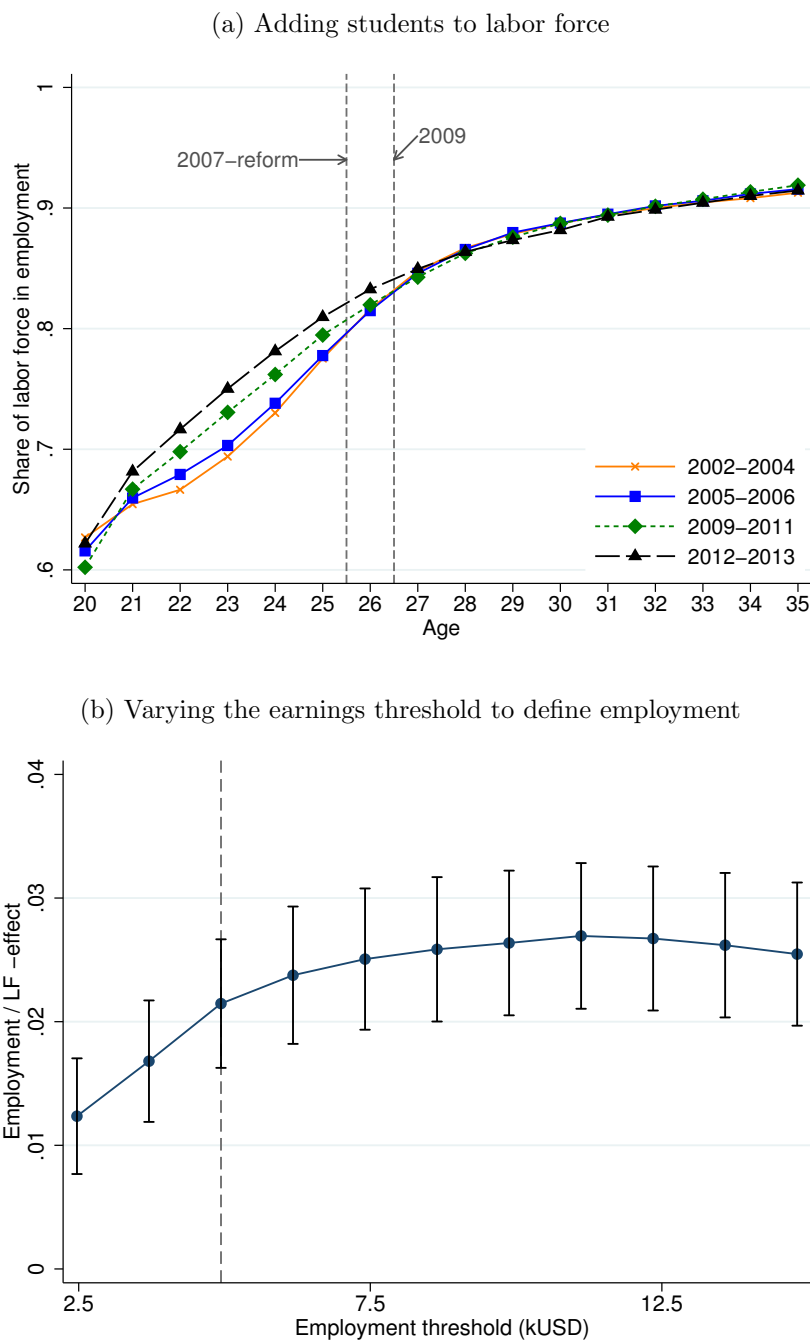 (a) Adding students to labor force
Share of labor force in employment
1
.9
.8
.7
.6
2007−reform
2009
2002−2004
2005−2006
2009−2011
2012−2013
20 21 22 23 24 25 26 27 28 29 30 31 32 33 34 35
Age
(b) Varying the earnings threshold to define employment
Employment / LF −effect
.04
.03
.02
.01
0
2.5 7.5 12.5
Employment threshold (kUSD)